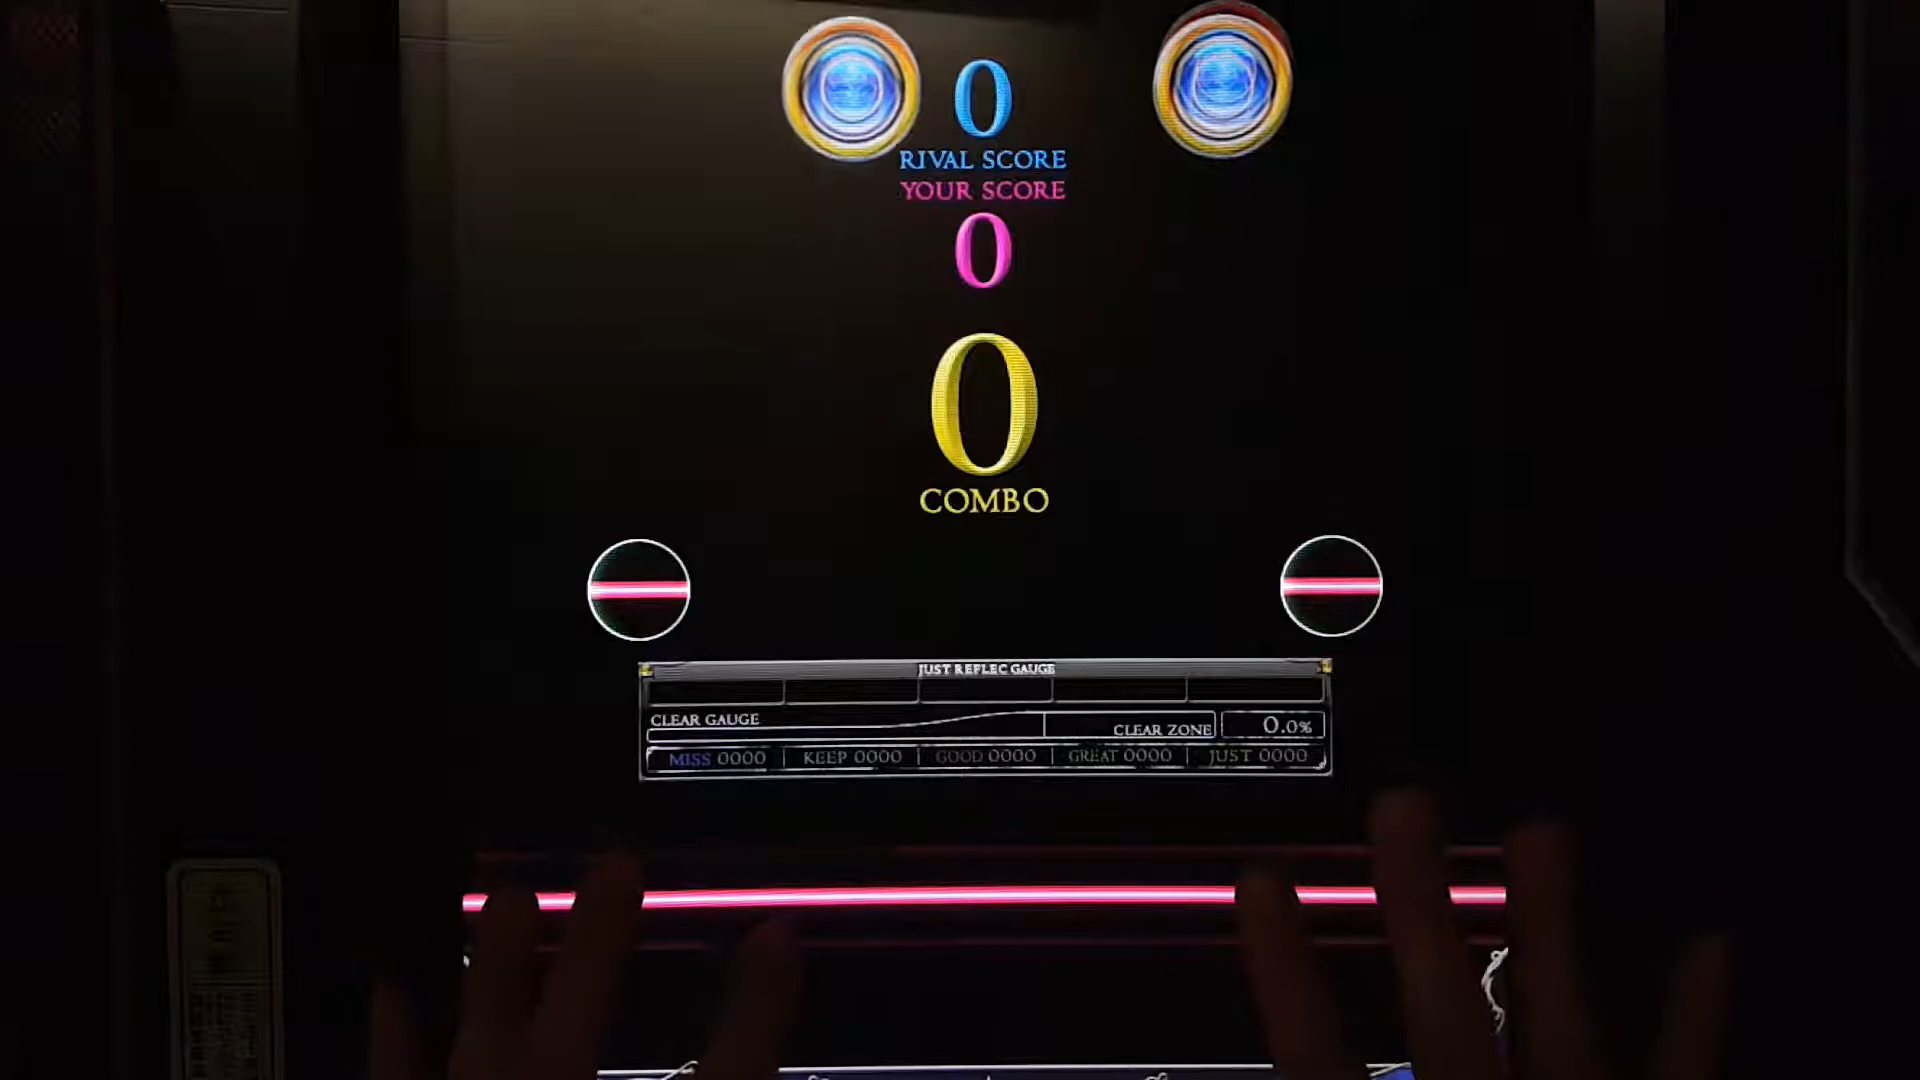 0
RIVAL SCORE
YOUR SCORE
0
0
COMBO
JUST REFLEC GAUGE
CLEAR GAUGE
CLEAR ZONE
0.0%
MISS 0000 KEEP 0000 GOOD 0000 GREAT 0000 JUST 0000